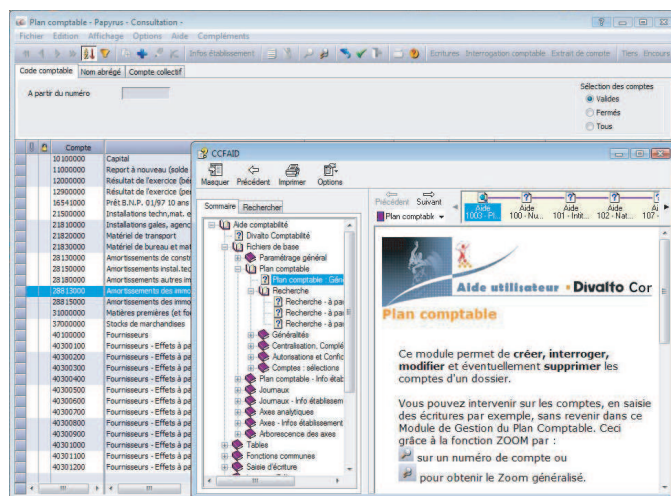 Plan comptable - Papyrus - Consultation -
Fichier Edition Affichage Options Aide Compléments
Infos établissement Ecritures Interrogation comptable Extrait de compte Tiers Encours
Code comptable Nom abrégé Compte collectif
A partir du numéro
Sélection des comptes
Valides
Fermés
Tous
Compte
10100000 Capital
11000000 Report à nouveau (solde
12000000 Résultat de l'exercice (bén
12900000 Résultat de l'exercice (per
16541000 Prêt B.N.P. 01/97 10 ans
21500000 Installations techn,mat. e
21810000 Installations gales, agenc
21820000 Matériel de transport
21830000 Matériel de bureau et mat
28130000 Amortissements de constr
28150000 Amortissements instal.tec
28180000 Amortissements autres im
28813000 Amortissements des immo
28815000 Amortissements des immo
31000000 Matières premières (et fo
37000000 Stocks de marchandises
40100000 Fournisseurs
40300100 Fournisseurs - Effets à pa
40300200 Fournisseurs - Effets à pa
40300300 Fournisseurs - Effets à pa
40300400 Fournisseurs - Effets à pa
40300500 Fournisseurs - Effets à pa
40300600 Fournisseurs - Effets à pa
40300700 Fournisseurs - Effets à pa
40300800 Fournisseurs - Effets à pa
40300900 Fournisseurs - Effets à pa
40301000 Fournisseurs - Effets à pa
40301100 Fournisseurs - Effets à pa
40301200 Fournisseurs - Effets à pa
CCFAID
Masquer Précédent Imprimer Options
Sommaire Rechercher
Aide comptabilité
Divalto Comptabilité
Fichiers de base
Paramétrage général
Plan comptable
Plan comptable : Géné
Recherche
Recherche - à pa
Recherche - à pa
Recherche - à pa
Généralités
Centralisation, Complé
Autorisations et Confid
Comptes : sélections
Plan comptable - Info étab
Journaux
Journaux - Info établissem
Axes analytiques
Axes - Infos établissement
Arborescence des axes
Tables
Fonctions communes
Saisie d'écriture
Précédent Suivant
Plan comptable
Aide 1003 - Pl...
Aide 100 - Nu...
Aide 101 - Intit...
Aide 102 - Nat...
Ai 107 -
Aide utilisateur • Divalto Cor
Plan comptable
Ce module permet de créer, interroger,
modifier et éventuellement supprimer les
comptes d'un dossier.
Vous pouvez intervenir sur les comptes, en saisie
des écritures par exemple, sans revenir dans ce
Module de Gestion du Plan Comptable. Ceci
grâce à la fonction ZOOM par :
sur un numéro de compte ou
pour obtenir le Zoom généralisé.